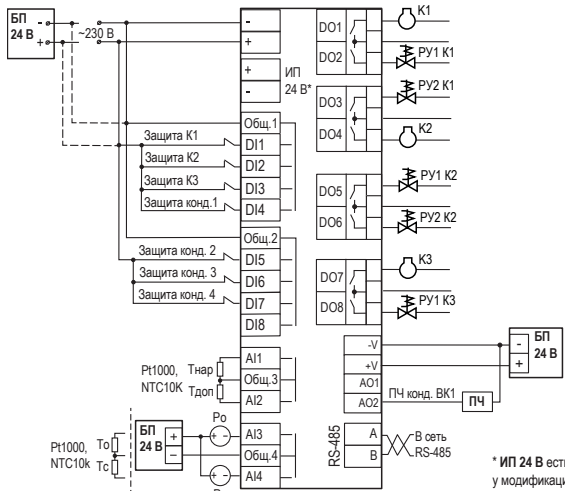 БП
24 В
-
+
~230 В
-
+
+
-
ИП
24 В*
Общ.1
Защита К1
DI1
Защита К2
DI2
Защита К3
DI3
Защита конд.1
DI4
Общ.2
Защита конд. 2
DI5
Защита конд. 3
DI6
Защита конд. 4
DI7
DI8
Pt1000,
NTC10K
Тнар
Тдоп
AI1
Общ.3
AI2
Pt1000,
NTC10k
То
Тс
БП
24 В
+
–
Ро
+
-
+
-
AI3
Общ.4
AI4
DO1
К1
DO2
РУ1 К1
DO3
РУ2 К1
DO4
К2
DO5
РУ1 К2
DO6
РУ2 К2
DO7
К3
DO8
РУ1 К3
-V
+V
AO1
AO2
ПЧ конд. ВК1
ПЧ
БП
24 В
-
+
RS-485
A
B
В сеть
RS-485
* ИП 24 В есть
у модификаци